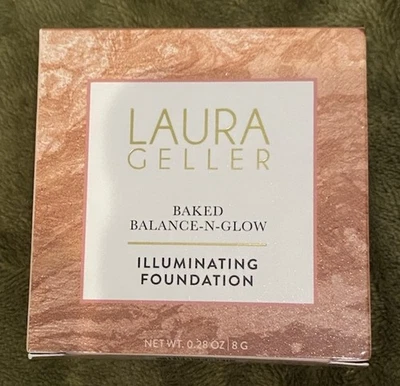 LAURA
GELLER
BAKED
BALANCE-N-GLOW
ILLUMINATING
FOUNDATION
NET WT. 0.28 OZ | 8 G